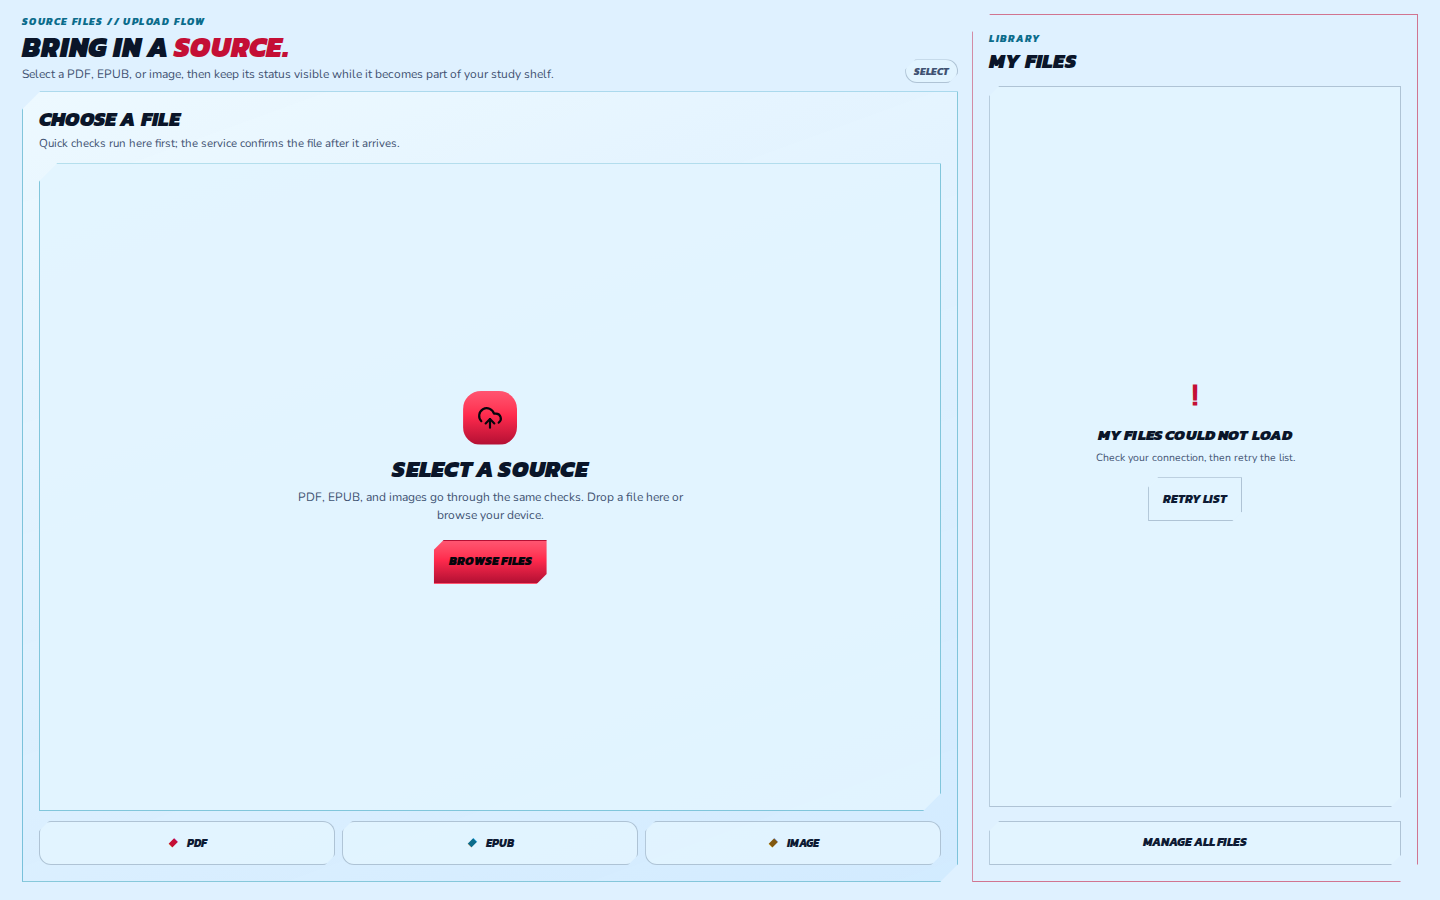 SOURCE FILES // UPLOAD FLOW
BRING IN A SOURCE.
Select a PDF, EPUB, or image, then keep its status visible while it becomes part of your study shelf.
SELECT
CHOOSE A FILE
Quick checks run here first; the service confirms the file after it arrives.
SELECT A SOURCE
PDF, EPUB, and images go through the same checks. Drop a file here or
browse your device.
BROWSE FILES
PDF
EPUB
IMAGE
LIBRARY
MY FILES
!
MY FILES COULD NOT LOAD
Check your connection, then retry the list.
RETRY LIST
MANAGE ALL FILES